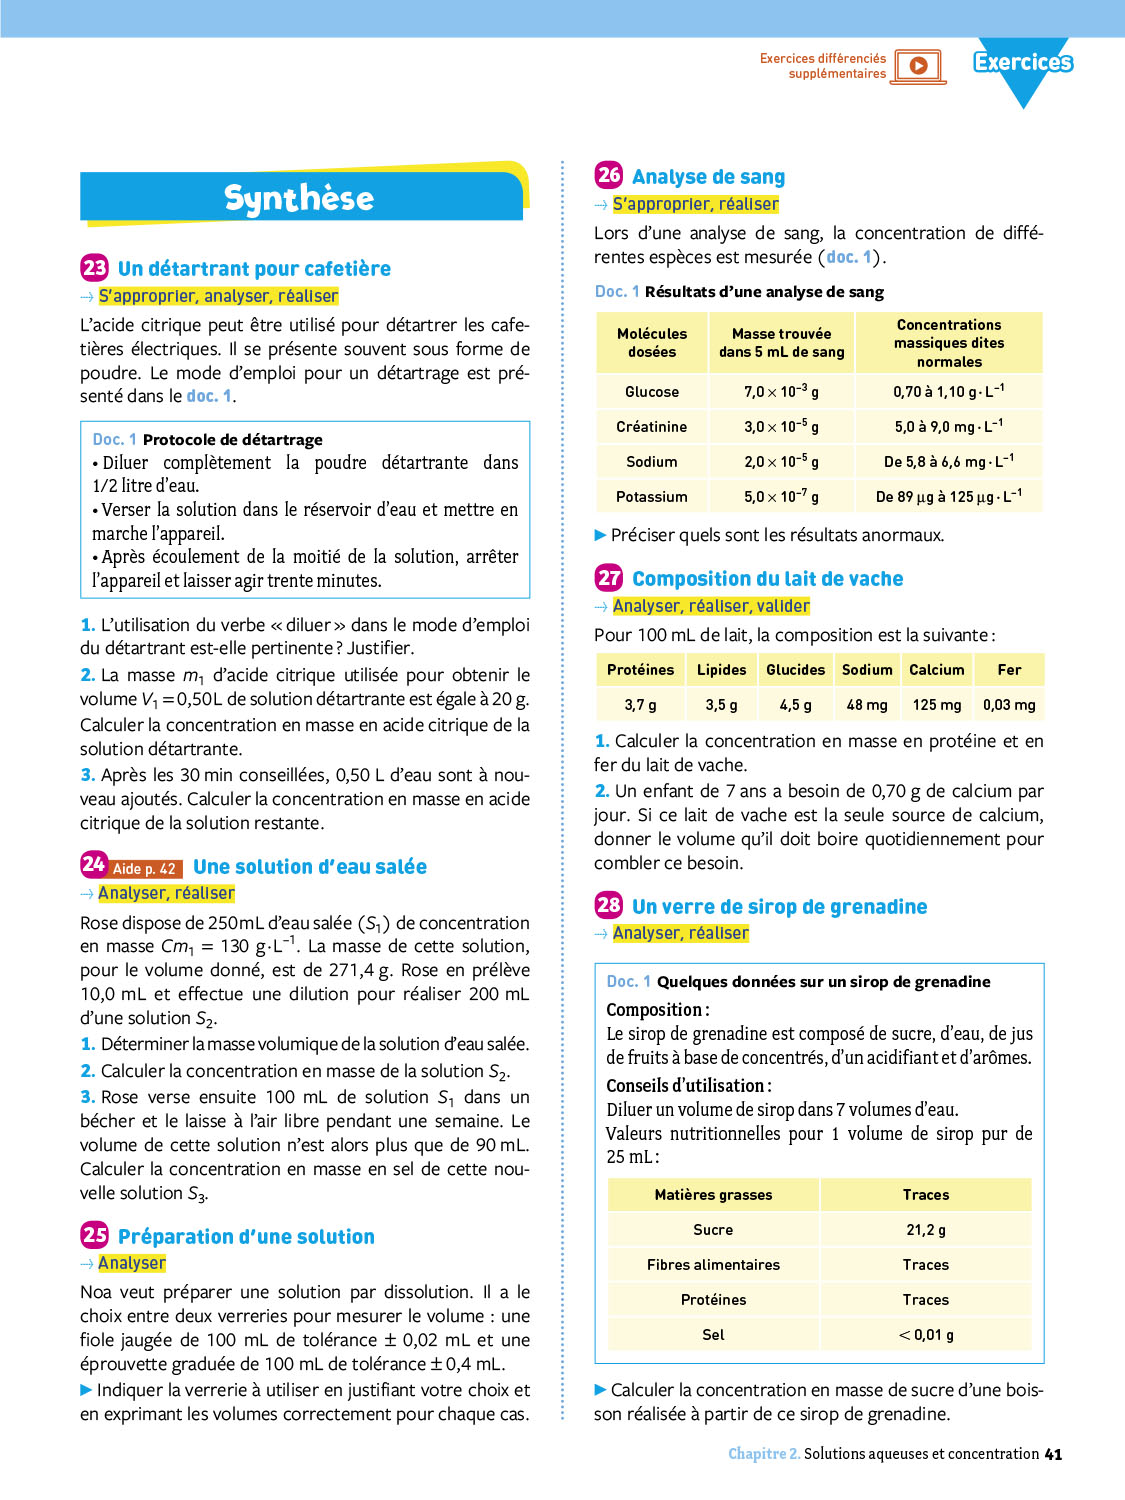 Exercices différenciés
supplémentaires
Exercices
Synthèse
23 Un détartrant pour cafetière
→ S'approprier, analyser, réaliser
L'acide citrique peut être utilisé pour détartrer les cafe-
tières électriques. Il se présente souvent sous forme de
poudre. Le mode d'emploi pour un détartrage est pré-
senté dans le doc. 1.
Doc. 1 Protocole de détartrage
• Diluer complètement la poudre détartrante dans
1/2 litre d'eau.
• Verser la solution dans le réservoir d'eau et mettre en
marche l'appareil.
• Après écoulement de la moitié de la solution, arrêter
l'appareil et laisser agir trente minutes.
1. L'utilisation du verbe « diluer » dans le mode d'emploi
du détartrant est-elle pertinente ? Justifier.
2. La masse m₁ d'acide citrique utilisée pour obtenir le
volume V₁ = 0,50L de solution détartrante est égale à 20 g.
Calculer la concentration en masse en acide citrique de la
solution détartrante.
3. Après les 30 min conseillées, 0,50 L d'eau sont à nou-
veau ajoutés. Calculer la concentration en masse en acide
citrique de la solution restante.
24 Aide p. 42 Une solution d'eau salée
→ Analyser, réaliser
Rose dispose de 250mL d'eau salée (S₁) de concentration
en masse Cm₁ = 130 g·L⁻¹. La masse de cette solution,
pour le volume donné, est de 271,4 g. Rose en prélève
10,0 mL et effectue une dilution pour réaliser 200 mL
d'une solution S₂.
1. Déterminer la masse volumique de la solution d'eau salée.
2. Calculer la concentration en masse de la solution S₂.
3. Rose verse ensuite 100 mL de solution S₁ dans un
bécher et le laisse à l'air libre pendant une semaine. Le
volume de cette solution n'est alors plus que de 90 mL.
Calculer la concentration en masse en sel de cette nou-
velle solution S₃.
25 Préparation d'une solution
→ Analyser
Noa veut préparer une solution par dissolution. Il a le
choix entre deux verreries pour mesurer le volume : une
fiole jaugée de 100 mL de tolérance ± 0,02 mL et une
éprouvette graduée de 100 mL de tolérance ± 0,4 mL.
► Indiquer la verrerie à utiliser en justifiant votre choix et
en exprimant les volumes correctement pour chaque cas.
26 Analyse de sang
→ S'approprier, réaliser
Lors d'une analyse de sang, la concentration de diffé-
rentes espèces est mesurée (doc. 1).
Doc. 1 Résultats d'une analyse de sang
Molécules dosées | Masse trouvée dans 5 mL de sang | Concentrations massiques dites normales
Glucose | 7,0 × 10⁻³ g | 0,70 à 1,10 g·L⁻¹
Créatinine | 3,0 × 10⁻⁵ g | 5,0 à 9,0 mg·L⁻¹
Sodium | 2,0 × 10⁻⁵ g | De 5,8 à 6,6 mg·L⁻¹
Potassium | 5,0 × 10⁻⁷ g | De 89 µg à 125 µg·L⁻¹
► Préciser quels sont les résultats anormaux.
27 Composition du lait de vache
→ Analyser, réaliser, valider
Pour 100 mL de lait, la composition est la suivante :
Protéines | Lipides | Glucides | Sodium | Calcium | Fer
3,7 g | 3,5 g | 4,5 g | 48 mg | 125 mg | 0,03 mg
1. Calculer la concentration en masse en protéine et en
fer du lait de vache.
2. Un enfant de 7 ans a besoin de 0,70 g de calcium par
jour. Si ce lait de vache est la seule source de calcium,
donner le volume qu'il doit boire quotidiennement pour
combler ce besoin.
28 Un verre de sirop de grenadine
→ Analyser, réaliser
Doc. 1 Quelques données sur un sirop de grenadine
Composition :
Le sirop de grenadine est composé de sucre, d'eau, de jus
de fruits à base de concentrés, d'un acidifiant et d'arômes.
Conseils d'utilisation :
Diluer un volume de sirop dans 7 volumes d'eau.
Valeurs nutritionnelles pour 1 volume de sirop pur de
25 mL :
Matières grasses | Traces
Sucre | 21,2 g
Fibres alimentaires | Traces
Protéines | Traces
Sel | < 0,01 g
► Calculer la concentration en masse de sucre d'une bois-
son réalisée à partir de ce sirop de grenadine.
Chapitre 2. Solutions aqueuses et concentration 41